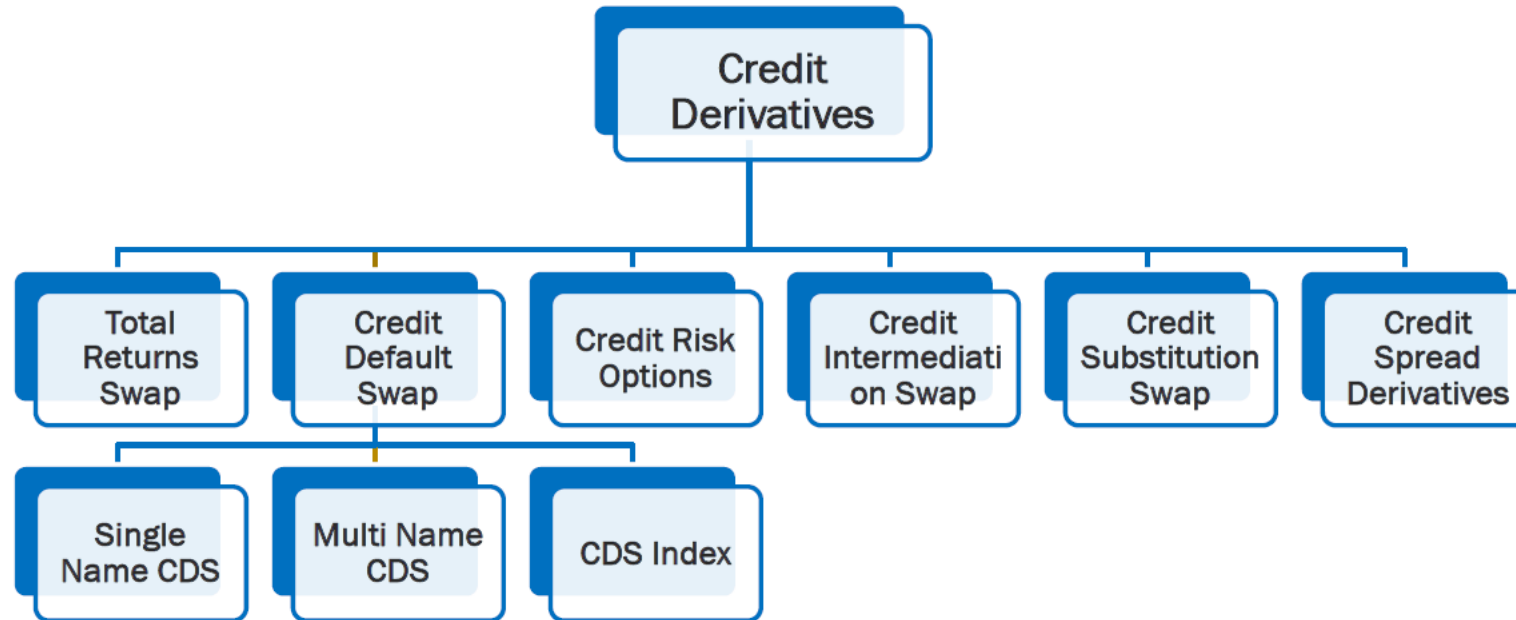 Credit
Derivatives
Total
Returns
Swap
Credit
Default
Swap
Credit Risk
Options
Credit
Intermediati
on Swap
Credit
Substitution
Swap
Credit
Spread
Derivatives
Single
Name CDS
Multi Name
CDS
CDS Index